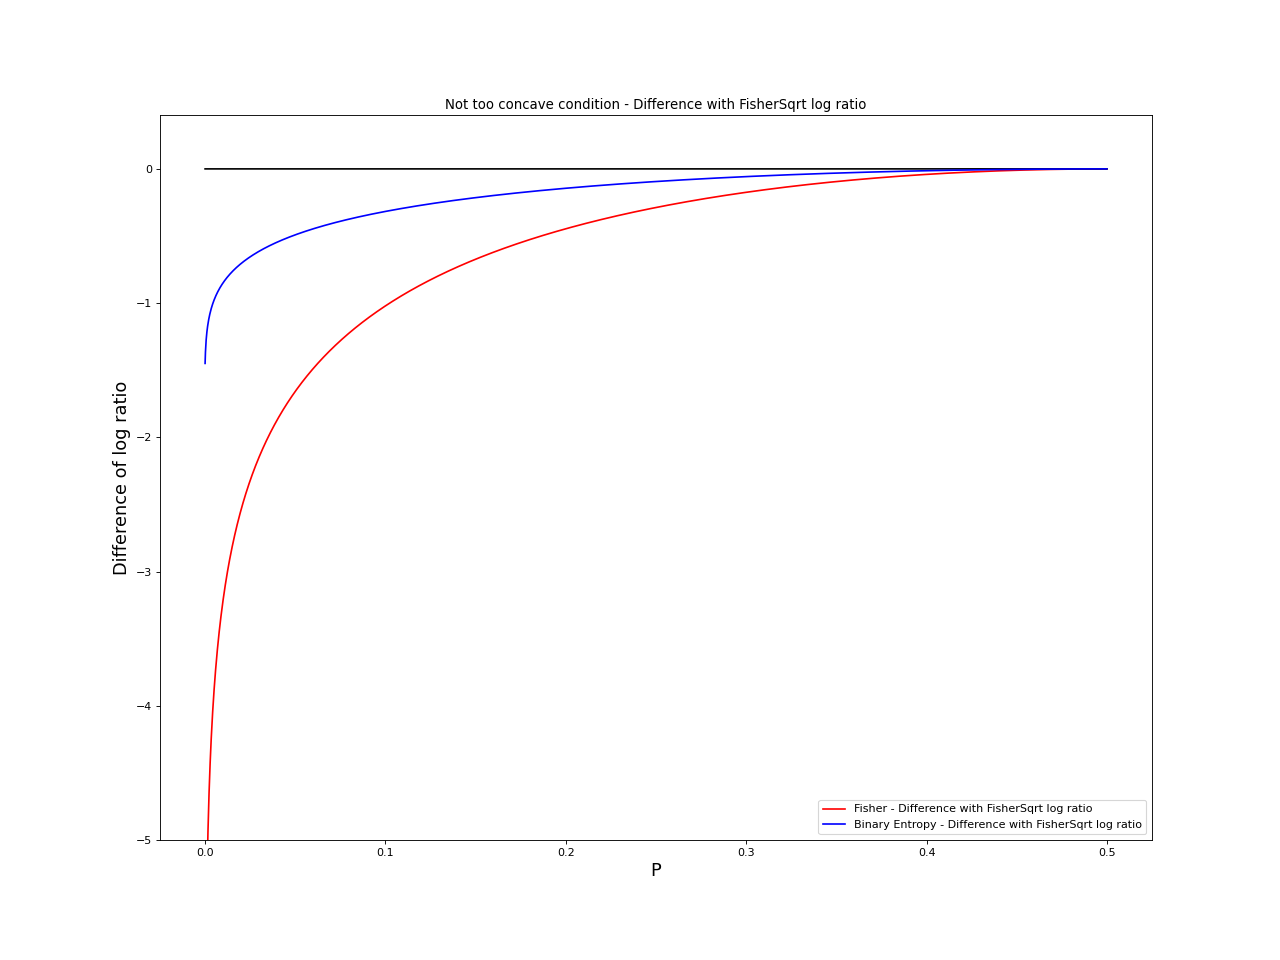 Not too concave condition - Difference with FisherSqrt log ratio
Difference of log ratio
0
−1
−2
−3
−4
−5
0.0 0.1 0.2 0.3 0.4 0.5
P
Fisher - Difference with FisherSqrt log ratio
Binary Entropy - Difference with FisherSqrt log ratio